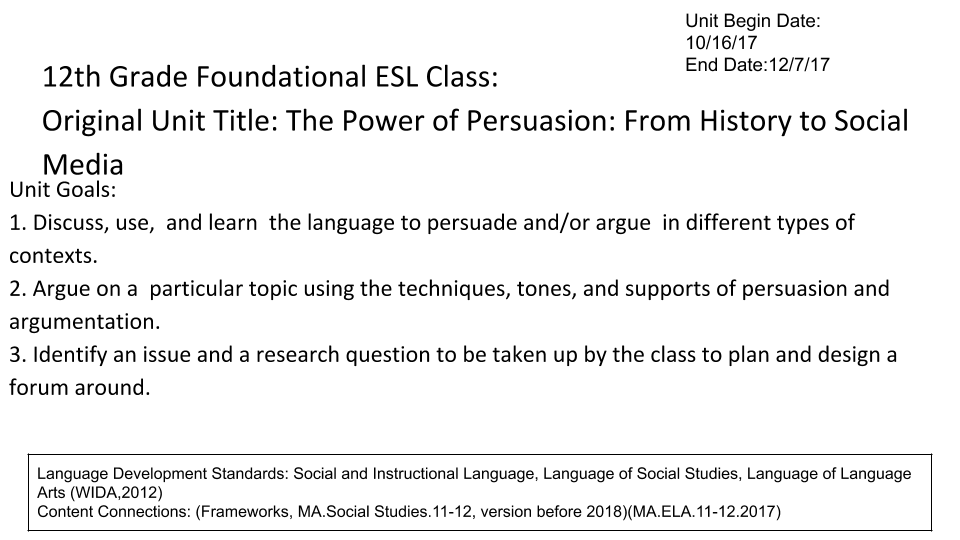 Unit Begin Date:
10/16/17
End Date:12/7/17
12th Grade Foundational ESL Class:
Original Unit Title: The Power of Persuasion: From History to Social
Media
Unit Goals:
1. Discuss, use,  and learn  the language to persuade and/or argue  in different types of
contexts.
2. Argue on a  particular topic using the techniques, tones, and supports of persuasion and
argumentation.
3. Identify an issue and a research question to be taken up by the class to plan and design a
forum around.
Language Development Standards: Social and Instructional Language, Language of Social Studies, Language of Language
Arts (WIDA,2012)
Content Connections: (Frameworks, MA.Social Studies.11-12, version before 2018)(MA.ELA.11-12.2017)